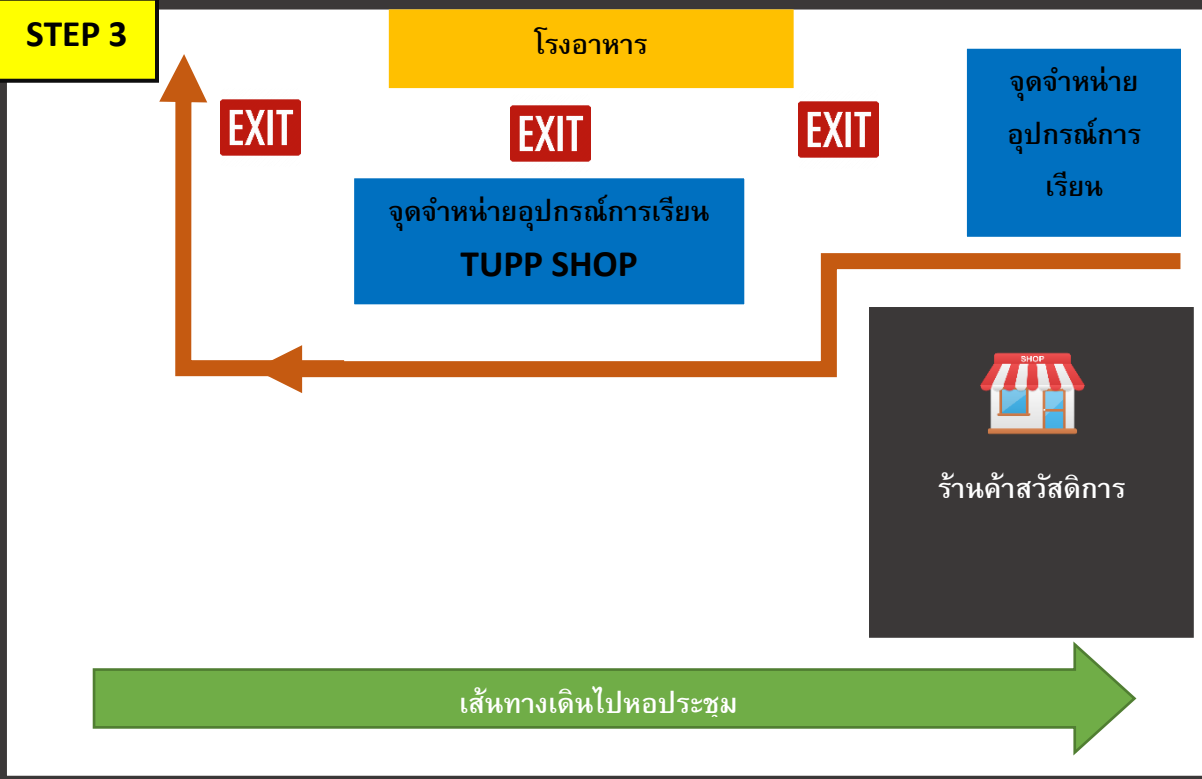 STEP 3
โรงอาหาร
EXIT
EXIT
EXIT
จุดจำหน่าย
อุปกรณ์การ
เรียน
จุดจำหน่ายอุปกรณ์การเรียน
TUPP SHOP
SHOP
ร้านค้าสวัสดิการ
เส้นทางเดินไปหอประชุม